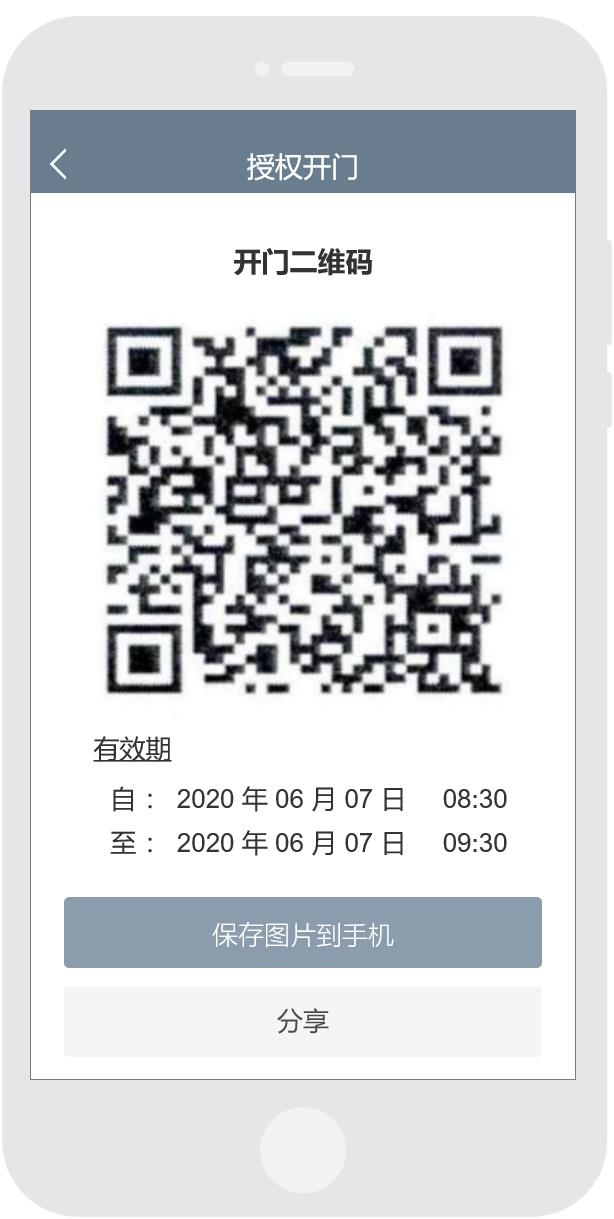 授权开门
开门二维码
有效期
自： 2020 年 06 月 07 日 08:30
至： 2020 年 06 月 07 日 09:30
保存图片到手机
分享